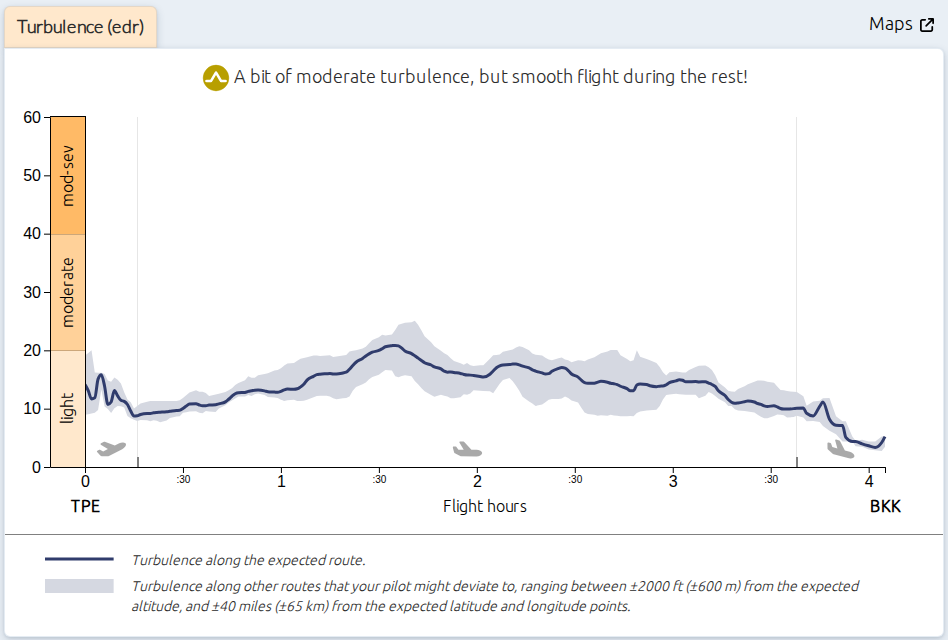 Turbulence (edr)
Maps
A bit of moderate turbulence, but smooth flight during the rest!
60
50
40
30
20
10
0
mod-sev
moderate
light
0 :30 1 :30 2 :30 3 :30 4
TPE Flight hours BKK
Turbulence along the expected route.
Turbulence along other routes that your pilot might deviate to, ranging between ±2000 ft (±600 m) from the expected
altitude, and ±40 miles (±65 km) from the expected latitude and longitude points.